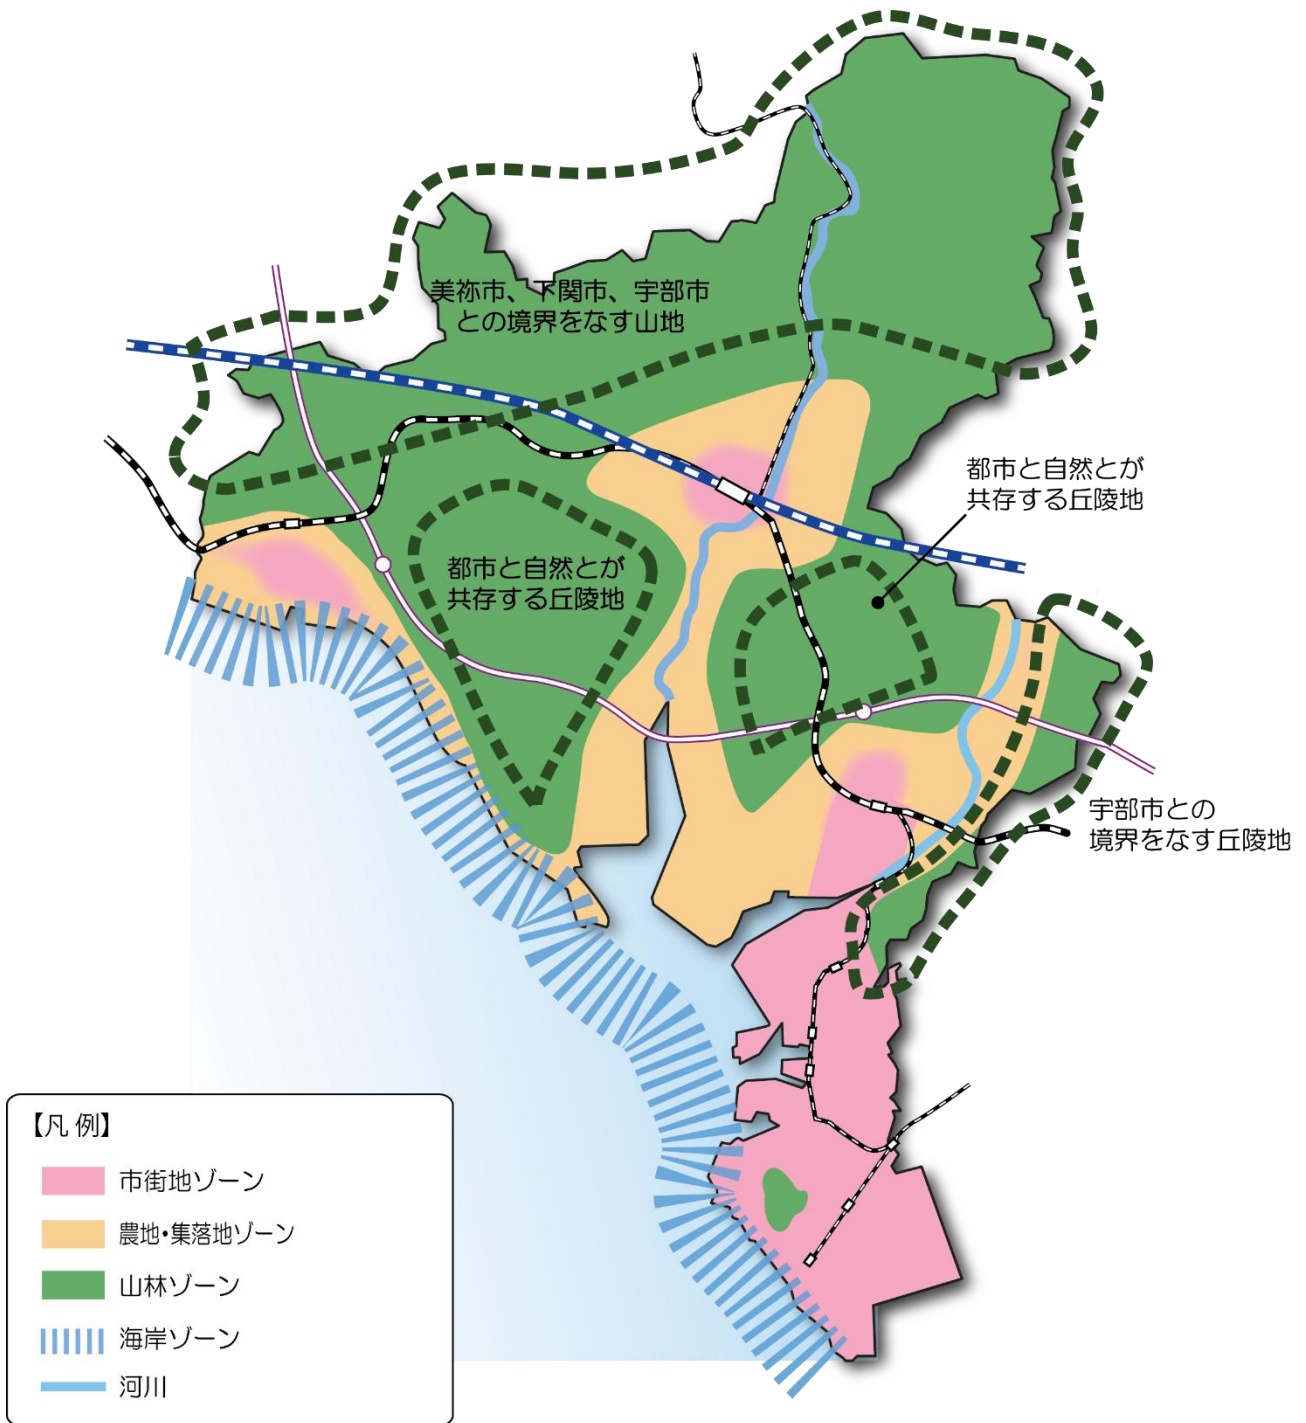 美祢市、下関市、宇部市
との境界をなす山地
都市と自然とが
共存する丘陵地
都市と自然とが
共存する丘陵地
宇部市との
境界をなす丘陵地
【凡 例】
市街地ゾーン
農地・集落地ゾーン
山林ゾーン
海岸ゾーン
河川